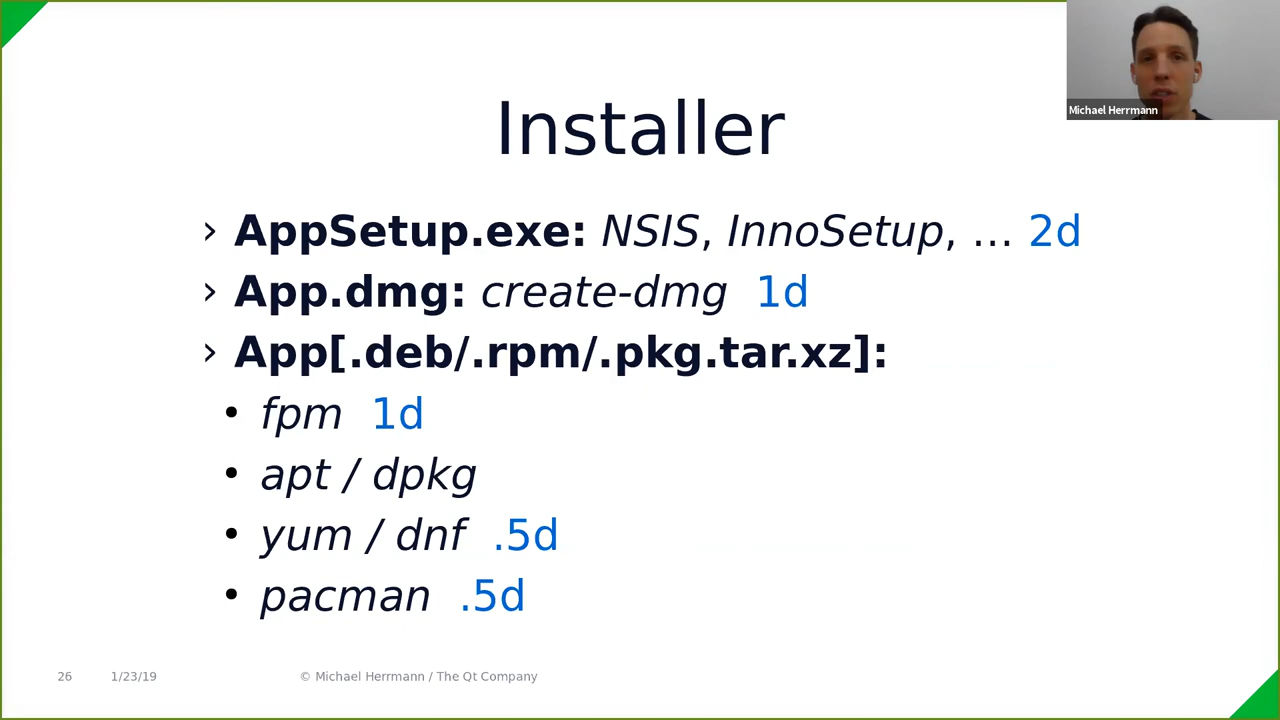 Michael Herrmann
Installer
› AppSetup.exe: NSIS, InnoSetup, ... 2d
› App.dmg: create-dmg 1d
› App[.deb/.rpm/.pkg.tar.xz]:
• fpm 1d
• apt / dpkg
• yum / dnf .5d
• pacman .5d
26 1/23/19 © Michael Herrmann / The Qt Company